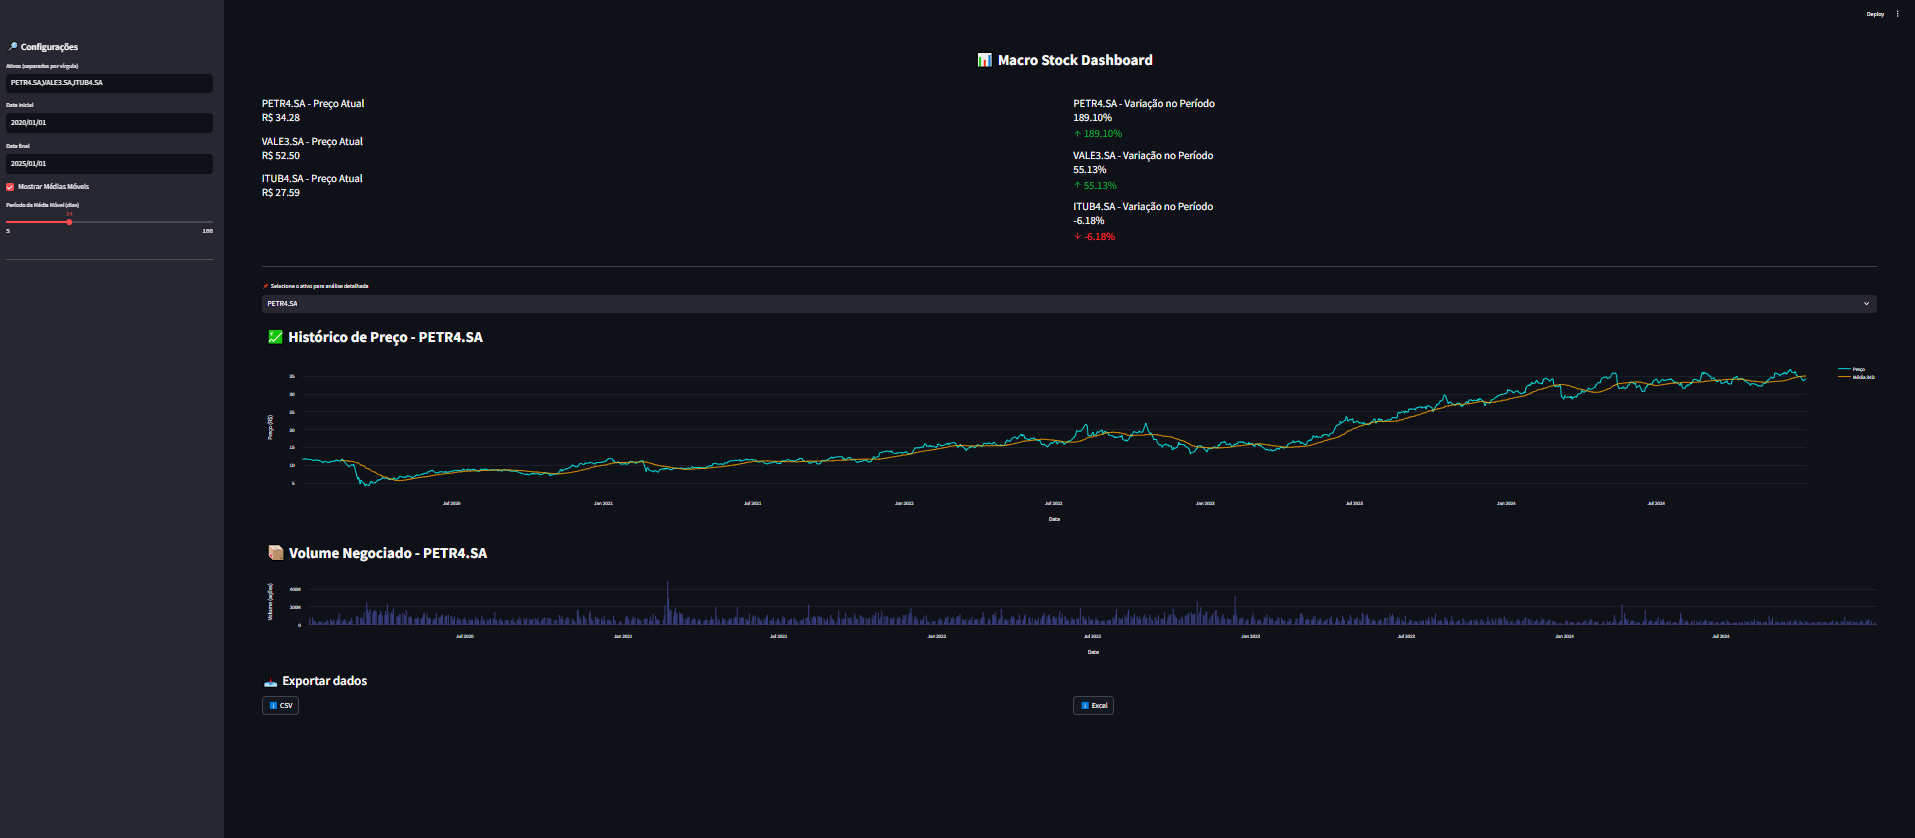 Deploy
Configurações
Ativos (separados por vírgula)
PETR4.SA,VALE3.SA,ITUB4.SA
Data inicial
2020/01/01
Data final
2025/01/01
Mostrar Médias Móveis
Período da Média Móvel (dias)
34
5
100
Macro Stock Dashboard
PETR4.SA - Preço Atual
R$ 34.28
VALE3.SA - Preço Atual
R$ 52.50
ITUB4.SA - Preço Atual
R$ 27.59
PETR4.SA - Variação no Período
189.10%
↑ 189.10%
VALE3.SA - Variação no Período
55.13%
↑ 55.13%
ITUB4.SA - Variação no Período
-6.18%
↓ -6.18%
Selecione o ativo para análise detalhada
PETR4.SA
Histórico de Preço - PETR4.SA
Preço (R$)
35
30
25
20
15
10
5
Jul 2020
Jan 2021
Jul 2021
Jan 2022
Jul 2022
Jan 2023
Jul 2023
Jan 2024
Jul 2024
Data
Preço
Média 34D
Volume Negociado - PETR4.SA
Volume (ações)
400M
200M
0
Jul 2020
Jan 2021
Jul 2021
Jan 2022
Jul 2022
Jan 2023
Jul 2023
Jan 2024
Jul 2024
Data
Exportar dados
CSV
Excel